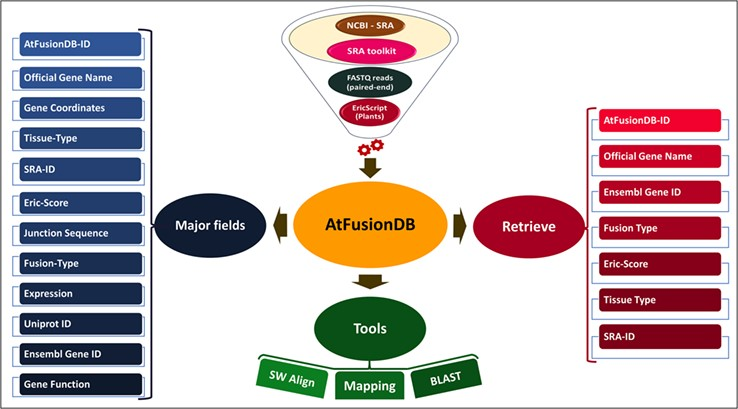 NCBI - SRA
SRA toolkit
FASTQ reads
(paired-end)
EricScript
(Plants)
AtFusionDB-ID
Official Gene Name
Gene Coordinates
Tissue-Type
SRA-ID
Eric-Score
Junction Sequence
Fusion-Type
Expression
Uniprot ID
Ensembl Gene ID
Gene Function
Major fields
AtFusionDB
Retrieve
AtFusionDB-ID
Official Gene Name
Ensembl Gene ID
Fusion Type
Eric-Score
Tissue Type
SRA-ID
Tools
SW Align
Mapping
BLAST